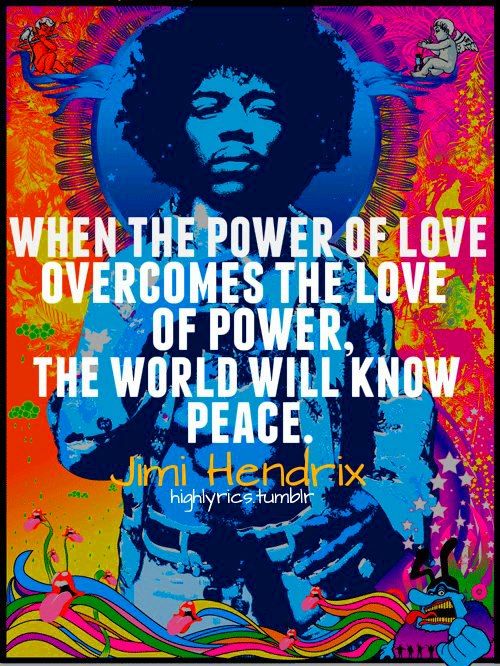 WHEN THE POWER OF LOVE
OVERCOMES THE LOVE
OF POWER,
THE WORLD WILL KNOW
PEACE.
Jimi Hendrix
highlyrics.tumblr